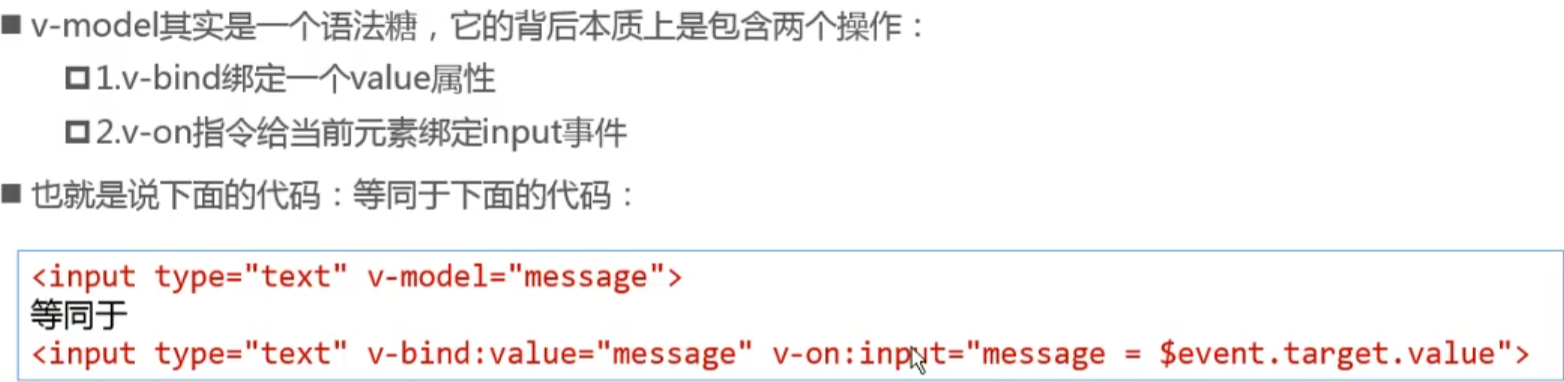 ■ v-model其实是一个语法糖，它的背后本质上是包含两个操作：
❑ 1.v-bind绑定一个value属性
❑ 2.v-on指令给当前元素绑定input事件
■ 也就是说下面的代码：等同于下面的代码：
<input type="text" v-model="message">
等同于
<input type="text" v-bind:value="message" v-on:input="message = $event.target.value">